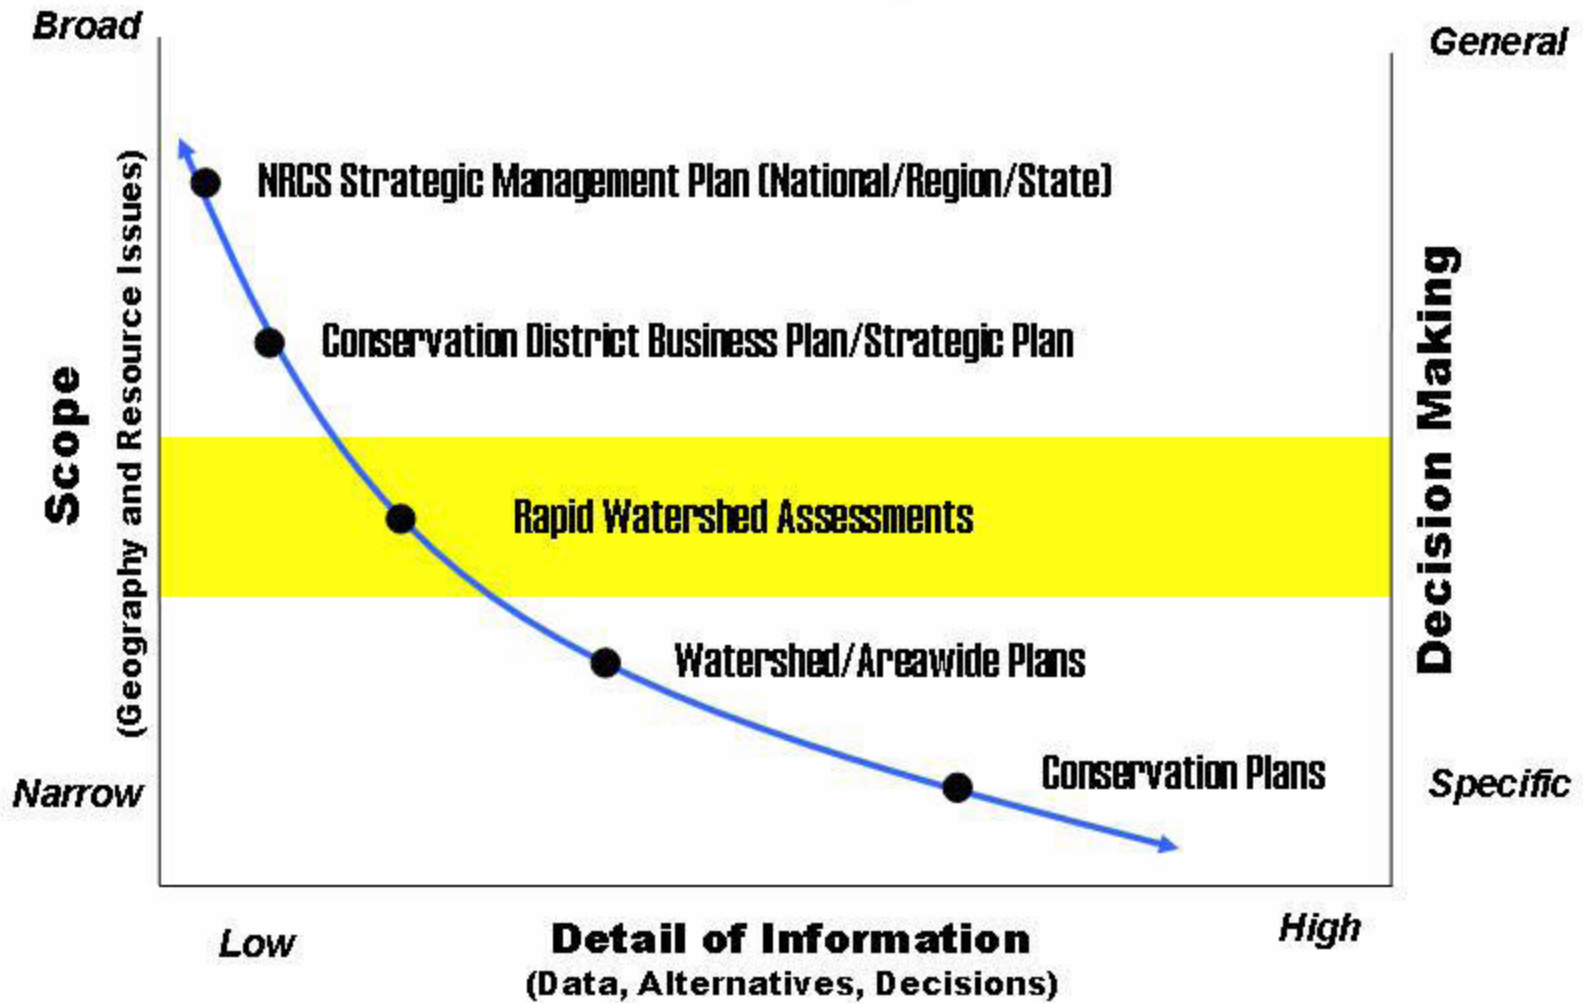 Broad
General
NRCS Strategic Management Plan (National/Region/State)
Conservation District Business Plan/Strategic Plan
Scope
(Geography and Resource Issues)
Decision Making
Rapid Watershed Assessments
Watershed/Areawide Plans
Conservation Plans
Narrow
Specific
Low
Detail of Information
High
(Data, Alternatives, Decisions)